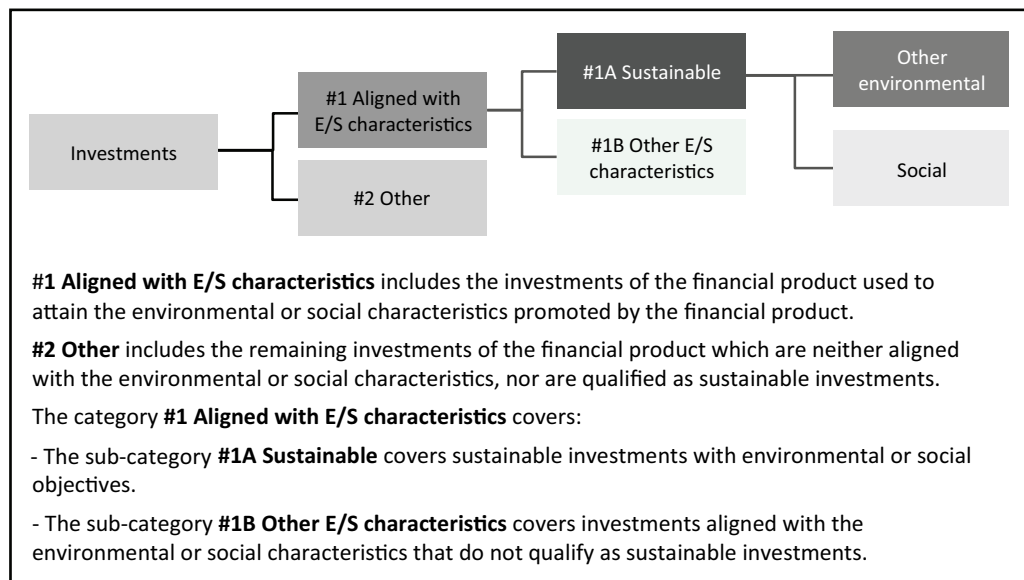 Investments
#1 Aligned with
E/S characteristics
#2 Other
#1A Sustainable
#1B Other E/S
characteristics
Other
environmental
Social
#1 Aligned with E/S characteristics includes the investments of the financial product used to
attain the environmental or social characteristics promoted by the financial product.
#2 Other includes the remaining investments of the financial product which are neither aligned
with the environmental or social characteristics, nor are qualified as sustainable investments.
The category #1 Aligned with E/S characteristics covers:
- The sub-category #1A Sustainable covers sustainable investments with environmental or social
objectives.
- The sub-category #1B Other E/S characteristics covers investments aligned with the
environmental or social characteristics that do not qualify as sustainable investments.